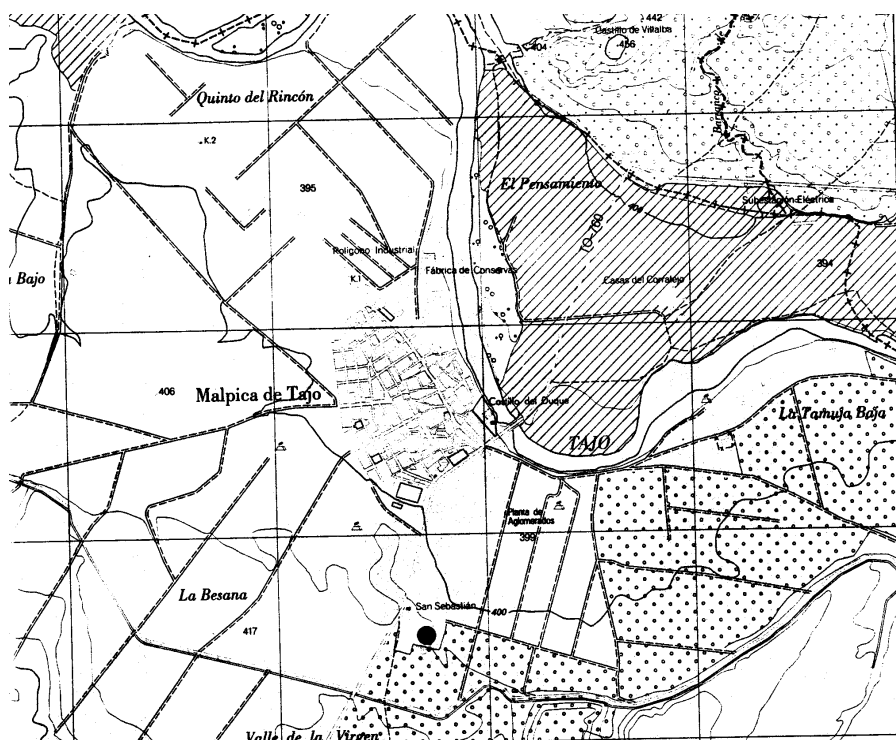 442
Castillo de Villalba
404
456
Quinto del Rincón
K.2
395
El Pensamiento
406
Subestación Eléctrica
TO-760
Polígono Industrial
Fábrica de Conservas
394
Bajo
K.1
Casas del Corralejo
406
Malpica de Tajo
Castillo del Duque
La Tamuja Baja
TAJO
Planta de
Aglomerados
399
La Besana
San Sebastián
400
417
Valle de la Virgen